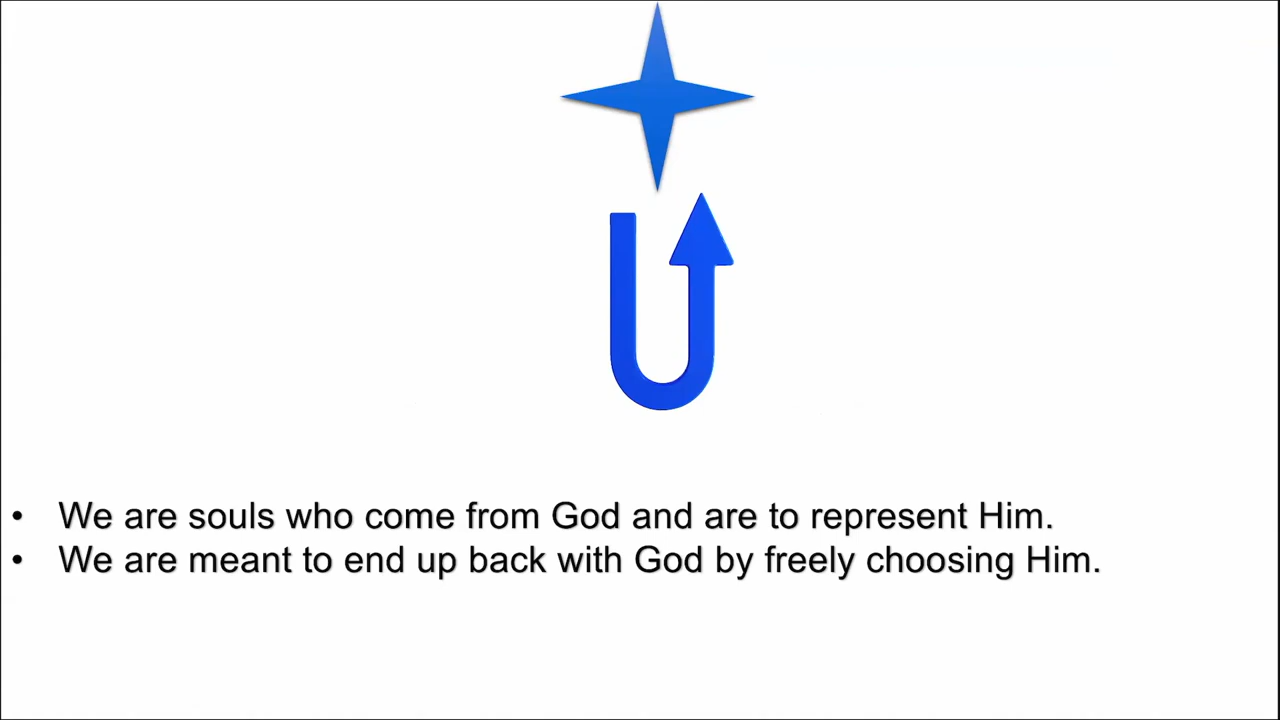 • We are souls who come from God and are to represent Him.
• We are meant to end up back with God by freely choosing Him.